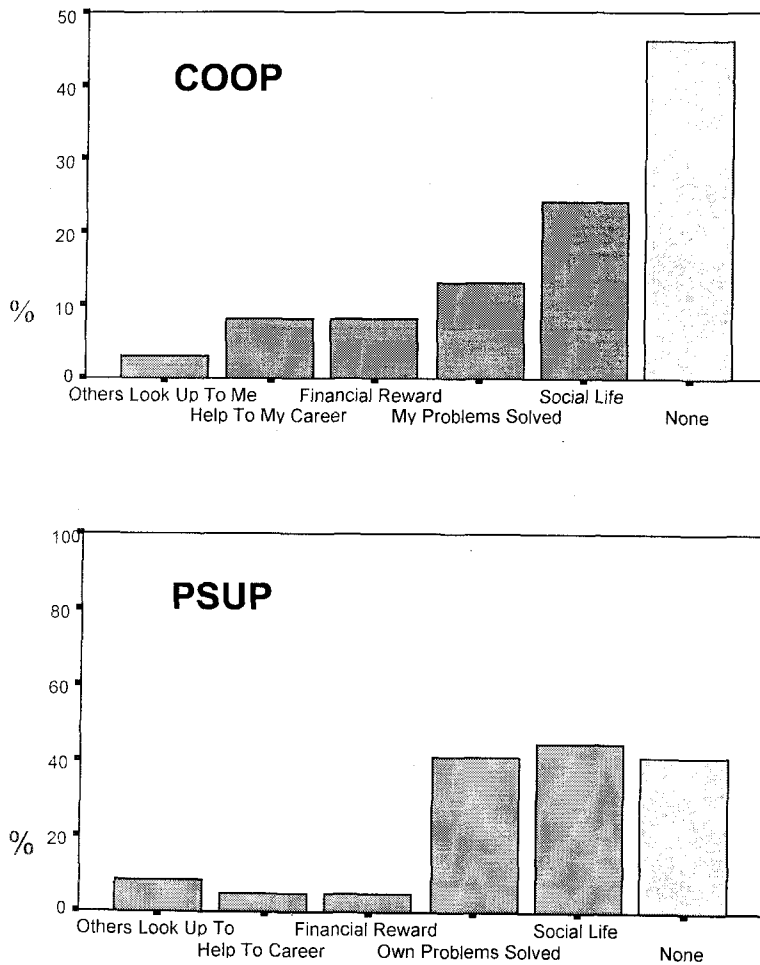 50
COOP
40
30
20
%
10
0
Others Look Up To Me Financial Reward Social Life
Help To My Career My Problems Solved None
100
PSUP
80
60
40
%
20
0
Others Look Up To Financial Reward Social Life
Help To Career Own Problems Solved None